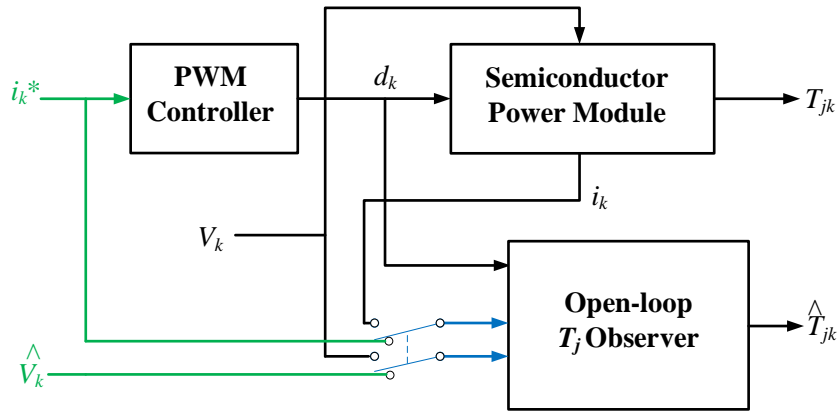 PWM
Controller
Semiconductor
Power Module
i_k*
d_k
T_jk
i_k
V_k
Open-loop
T_j Observer
T̂_jk
V̂_k